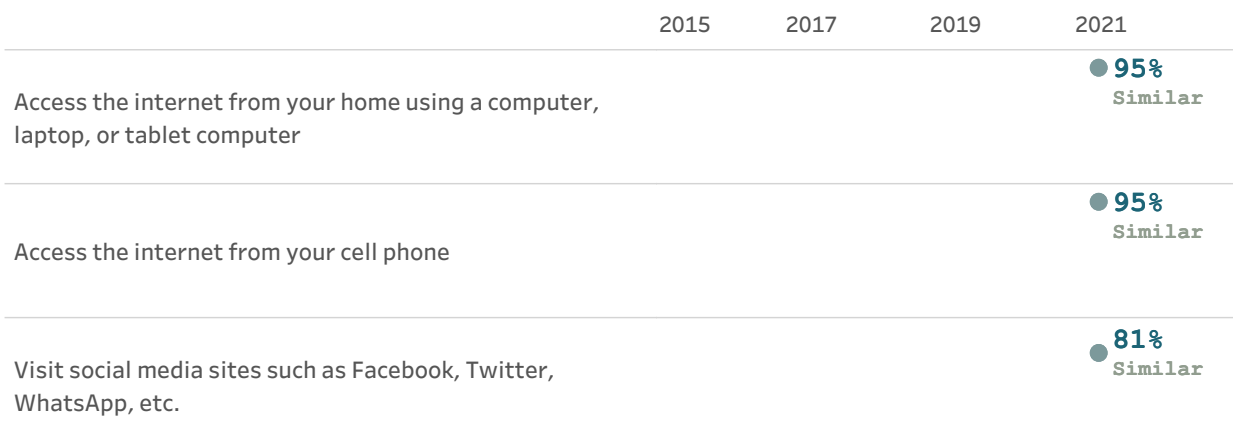 2015 2017 2019 2021
95%
Similar
Access the internet from your home using a computer,
laptop, or tablet computer
95%
Similar
Access the internet from your cell phone
81%
Similar
Visit social media sites such as Facebook, Twitter,
WhatsApp, etc.